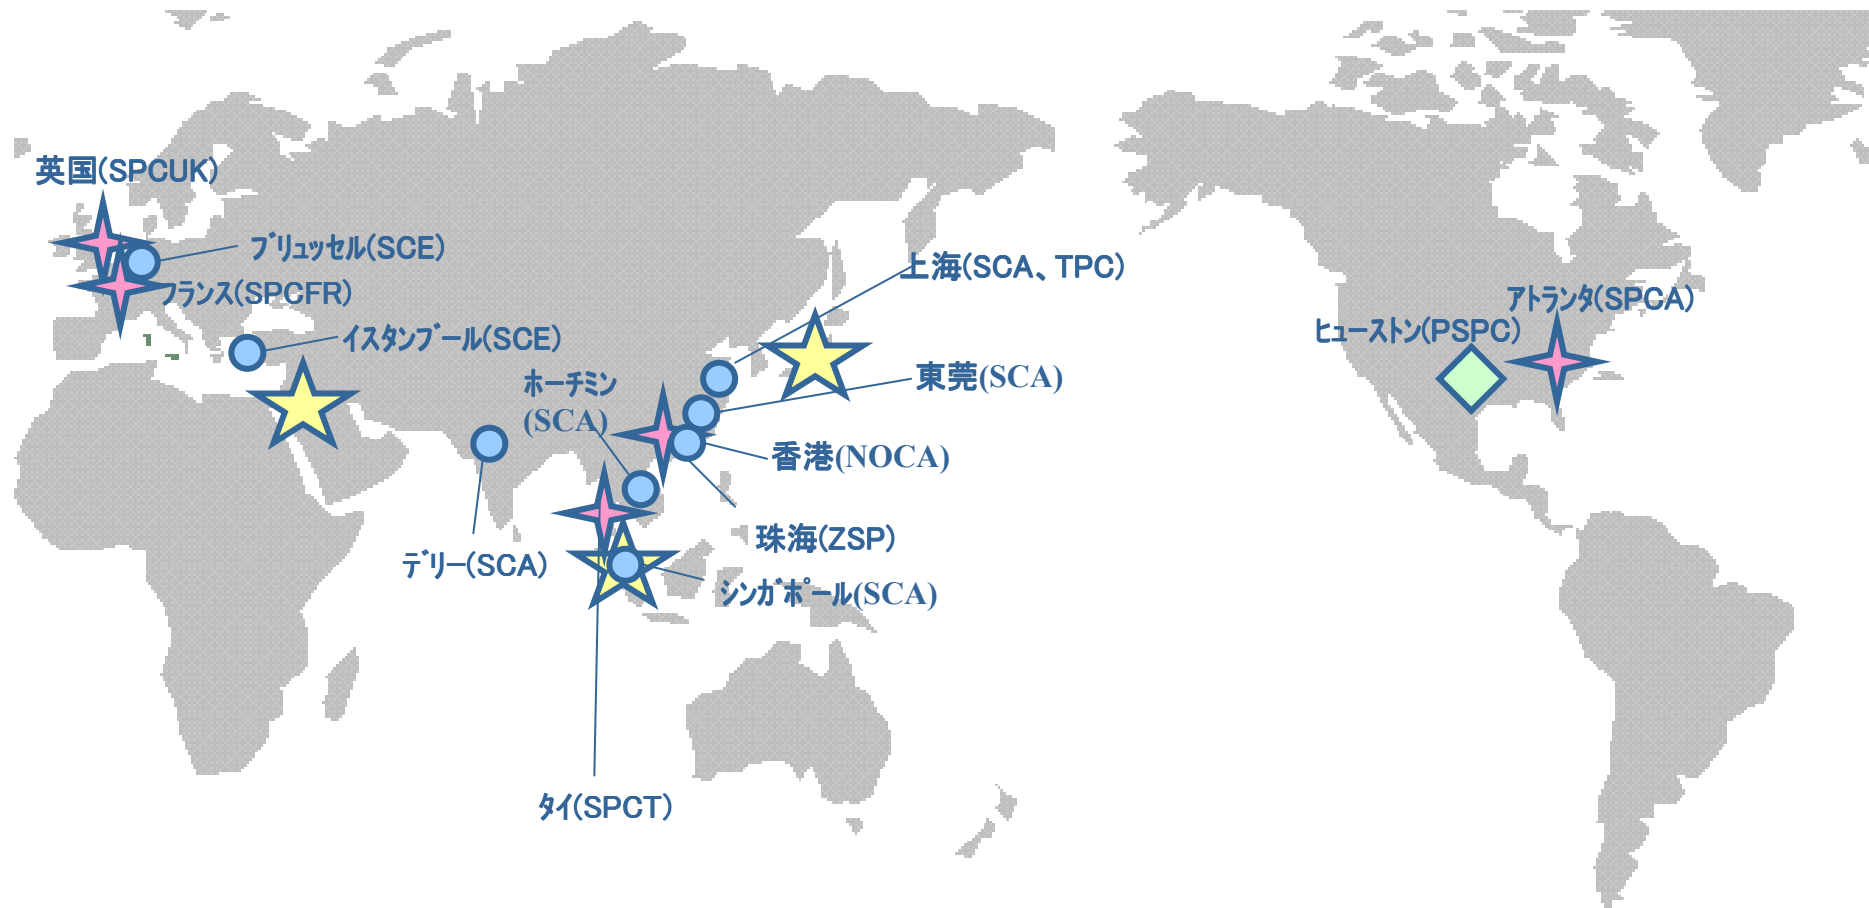 英国(SPCUK)
ﾌﾞﾘｭｯｾﾙ(SCE)
ﾌﾗﾝｽ(SPCFR)
ｲｽﾀﾝﾌﾞｰﾙ(SCE)
上海(SCA、TPC)
ｱﾄﾗﾝﾀ(SPCA)
ﾋｭｰｽﾄﾝ(PSPC)
ﾎｰﾁﾐﾝ
(SCA)
東莞(SCA)
香港(NOCA)
珠海(ZSP)
ﾃﾞﾘｰ(SCA)
ｼﾝｶﾞﾎﾟｰﾙ(SCA)
ﾀｲ(SPCT)